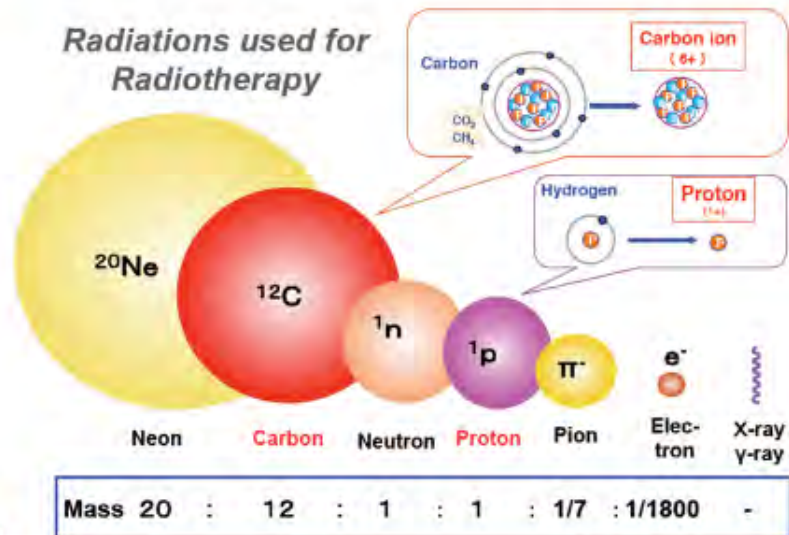 Radiations used for
Radiotherapy
Carbon
CO₂
CH₄
Carbon ion
( 6+ )
Hydrogen
Proton
(1+)
P
P
²⁰Ne
¹²C
¹n
¹p
π⁻
e⁻
Neon
Carbon
Neutron
Proton
Pion
Elec-
tron
X-ray
γ-ray
Mass 20 : 12 : 1 : 1 : 1/7 : 1/1800 -